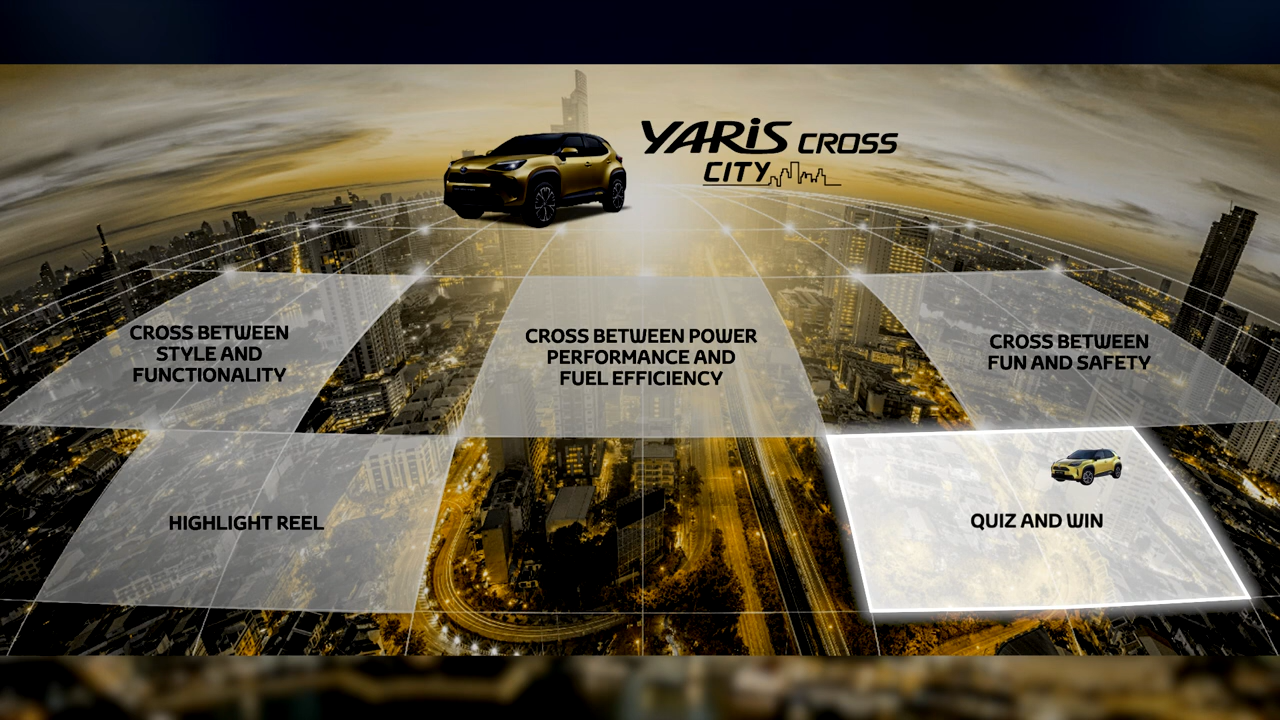 YARiS CROSS
CITY
CROSS BETWEEN
STYLE AND
FUNCTIONALITY
CROSS BETWEEN POWER
PERFORMANCE AND
FUEL EFFICIENCY
CROSS BETWEEN
FUN AND SAFETY
HIGHLIGHT REEL
QUIZ AND WIN